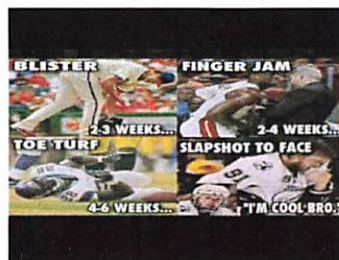 BLISTER
2-3 WEEKS...
FINGER JAM
2-4 WEEKS...
TOE TURF
4-6 WEEKS...
SLAPSHOT TO FACE
91
"I'M COOL BRO."